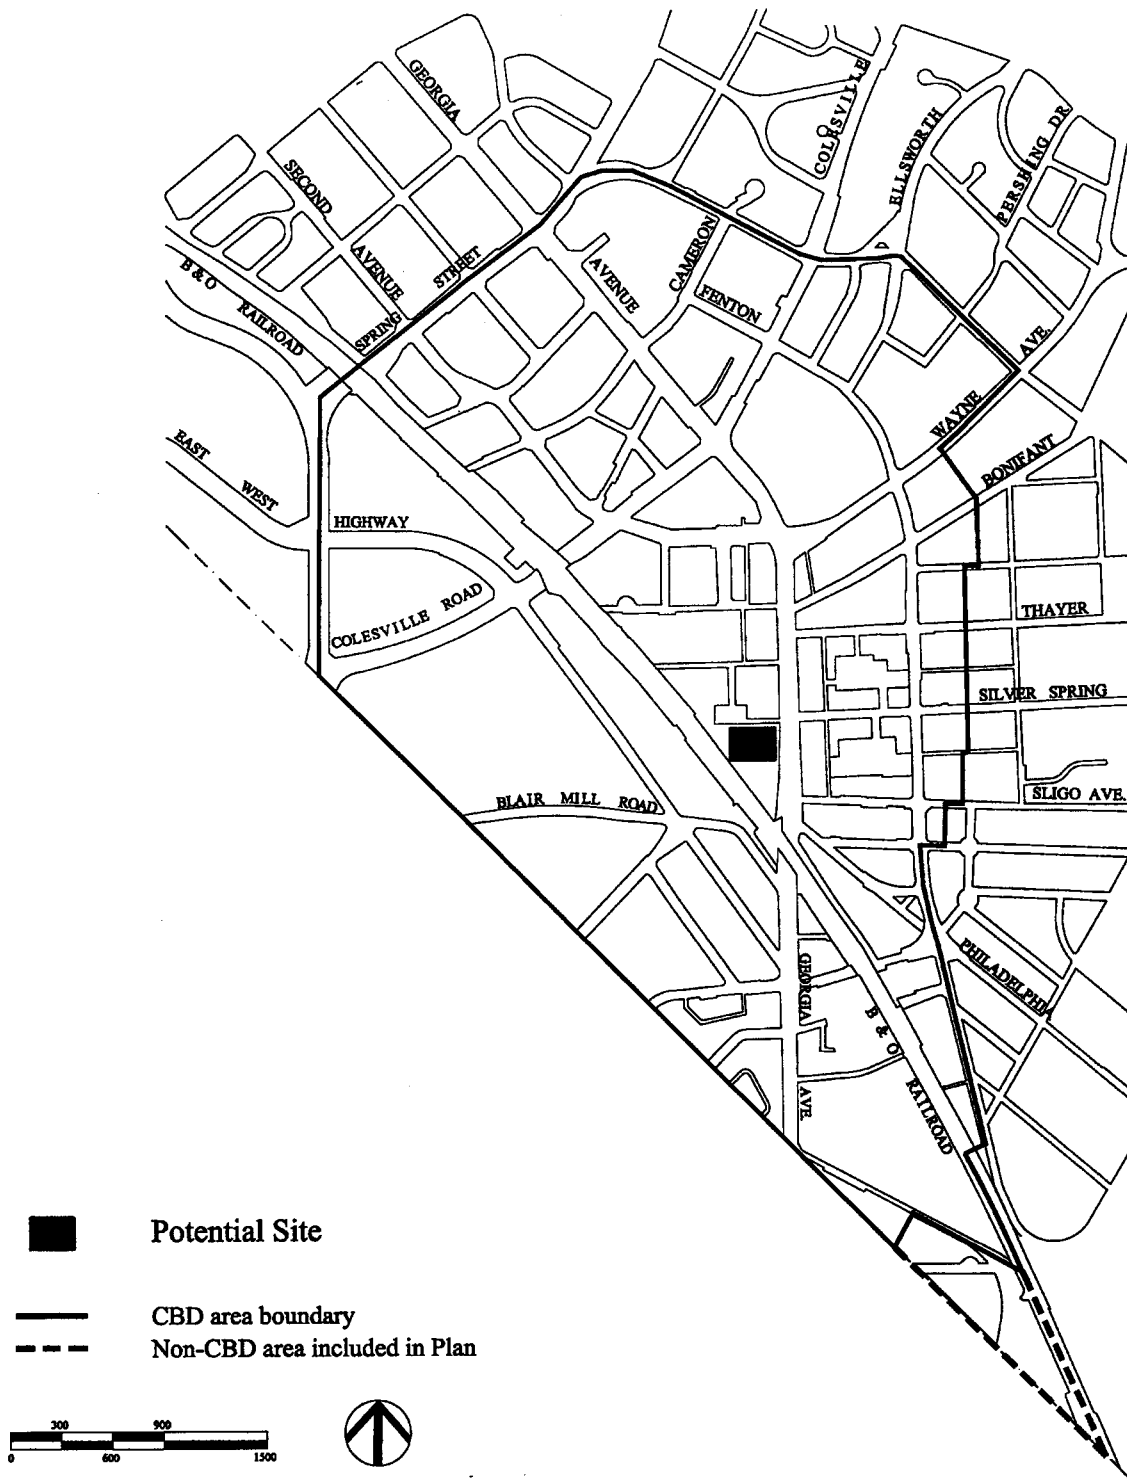 GEORGIA
COLESVILLE
ELLSWORTH
PERSHING DR.
SECOND
AVENUE
SPRING
STREET
B & O
RAILROAD
AVENUE
CAMERON
FENTON
AVE.
WAYNE
BONIFANT
EAST
WEST
HIGHWAY
COLESVILLE ROAD
THAYER
SILVER SPRING
SLIGO AVE.
BLAIR MILL ROAD
PHILADELPHIA
GEORGIA
AVE.
B & O
RAILROAD
Potential Site
CBD area boundary
Non-CBD area included in Plan
300 900
0 600 1500